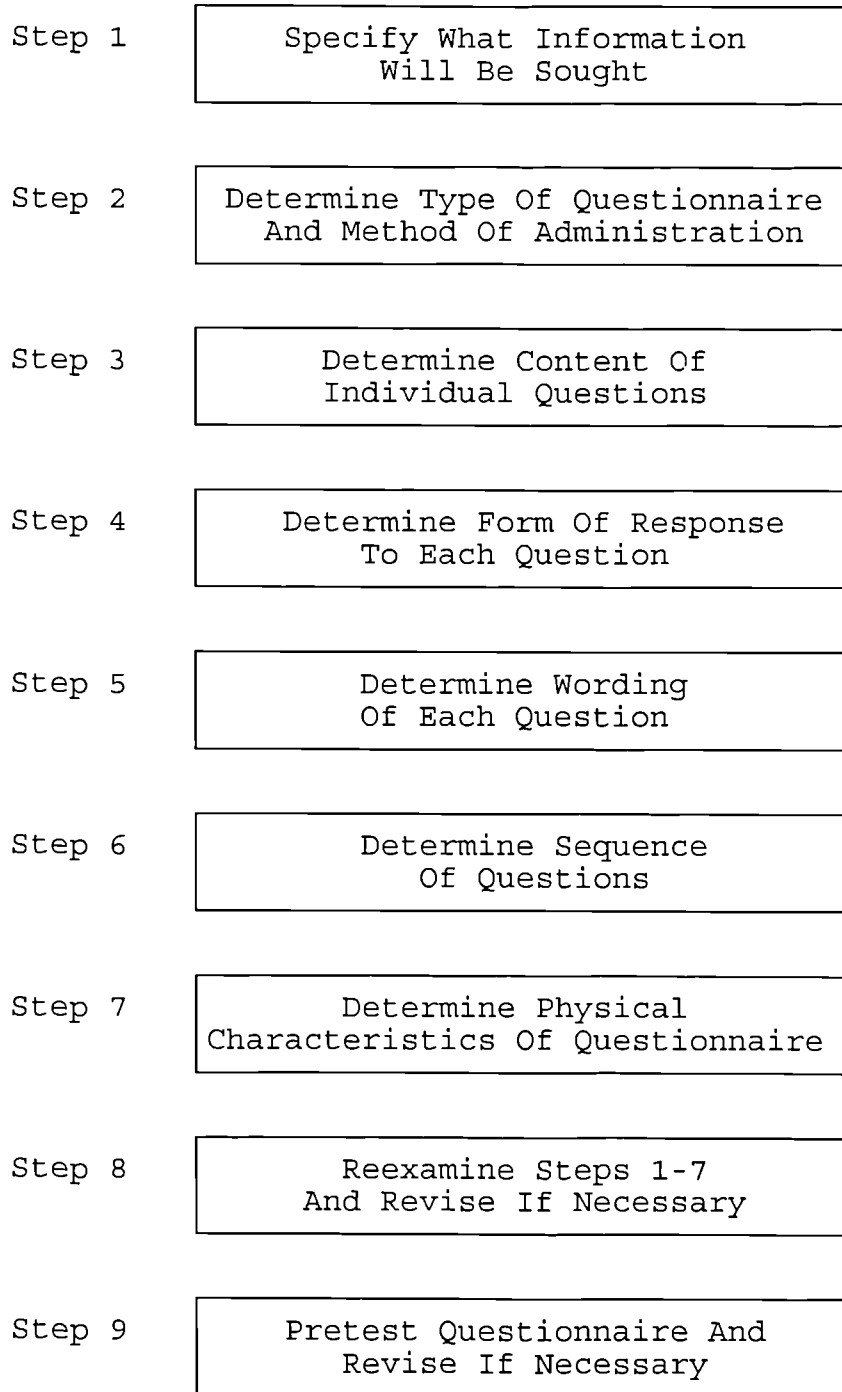 Step 1
Specify What Information
Will Be Sought
Step 2
Determine Type Of Questionnaire
And Method Of Administration
Step 3
Determine Content Of
Individual Questions
Step 4
Determine Form Of Response
To Each Question
Step 5
Determine Wording
Of Each Question
Step 6
Determine Sequence
Of Questions
Step 7
Determine Physical
Characteristics Of Questionnaire
Step 8
Reexamine Steps 1-7
And Revise If Necessary
Step 9
Pretest Questionnaire And
Revise If Necessary